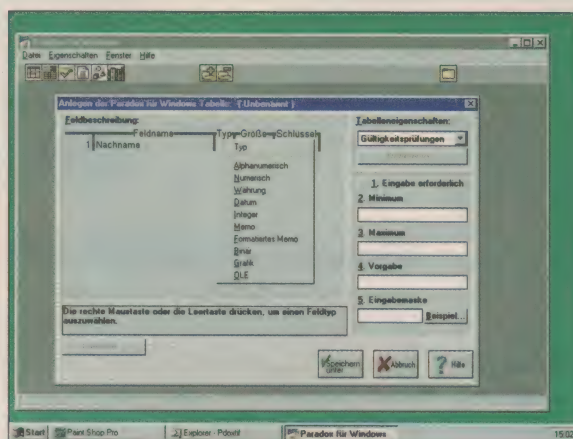 Datei Eigenschaften Fenster Hilfe
Anlegen der Paradox für Windows Tabelle: { Unbenannt }
Feldbeschreibung:
Feldname Typ Größe Schlüssel
1 Nachname
Typ
Alphanumerisch
Numerisch
Währung
Datum
Integer
Memo
Formatiertes Memo
Binär
Grafik
OLE
Die rechte Maustaste oder die Leertaste drücken, um einen Feldtyp
auszuwählen.
Tabelleneigenschaften:
Gültigkeitsprüfungen
1. Eingabe erforderlich
2. Minimum
3. Maximum
4. Vorgabe
5. Eingabemaske
Beispiel...
Speichern
unter
Abbruch
Hilfe
Start Paint Shop Pro Explorer - Pdoxnf Paradox für Windows 15:02